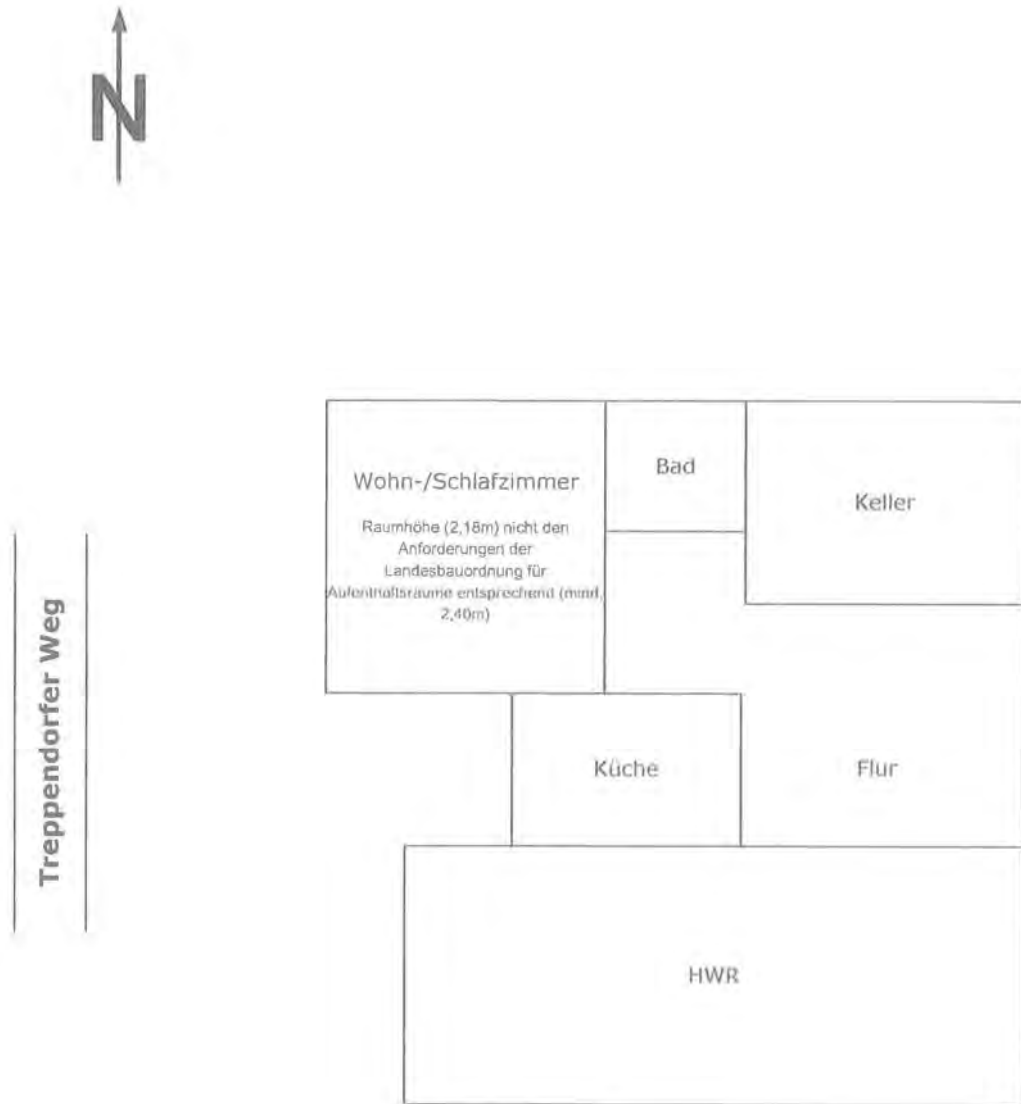 N
Wohn-/Schlafzimmer
Raumhöhe (2,18m) nicht den
Anforderungen der
Landesbauordnung für
Aufenthaltsräume entsprechend (mind.
2,40m)
Bad
Keller
Treppendorfer Weg
Küche
Flur
HWR